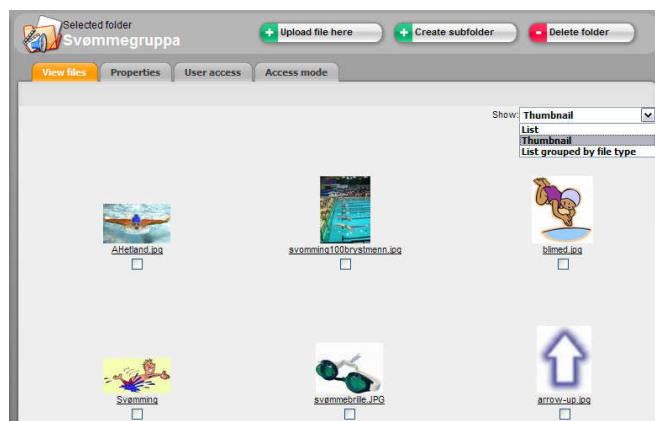 Selected folder
Svømmegruppa
Upload file here
Create subfolder
Delete folder
View files
Properties
User access
Access mode
Show: Thumbnail
List
Thumbnail
List grouped by file type
AHetland.jpg
svomming100brystmenn.jpg
blimed.jpg
Svømming
svømmebrille.JPG
arrow-up.jpg